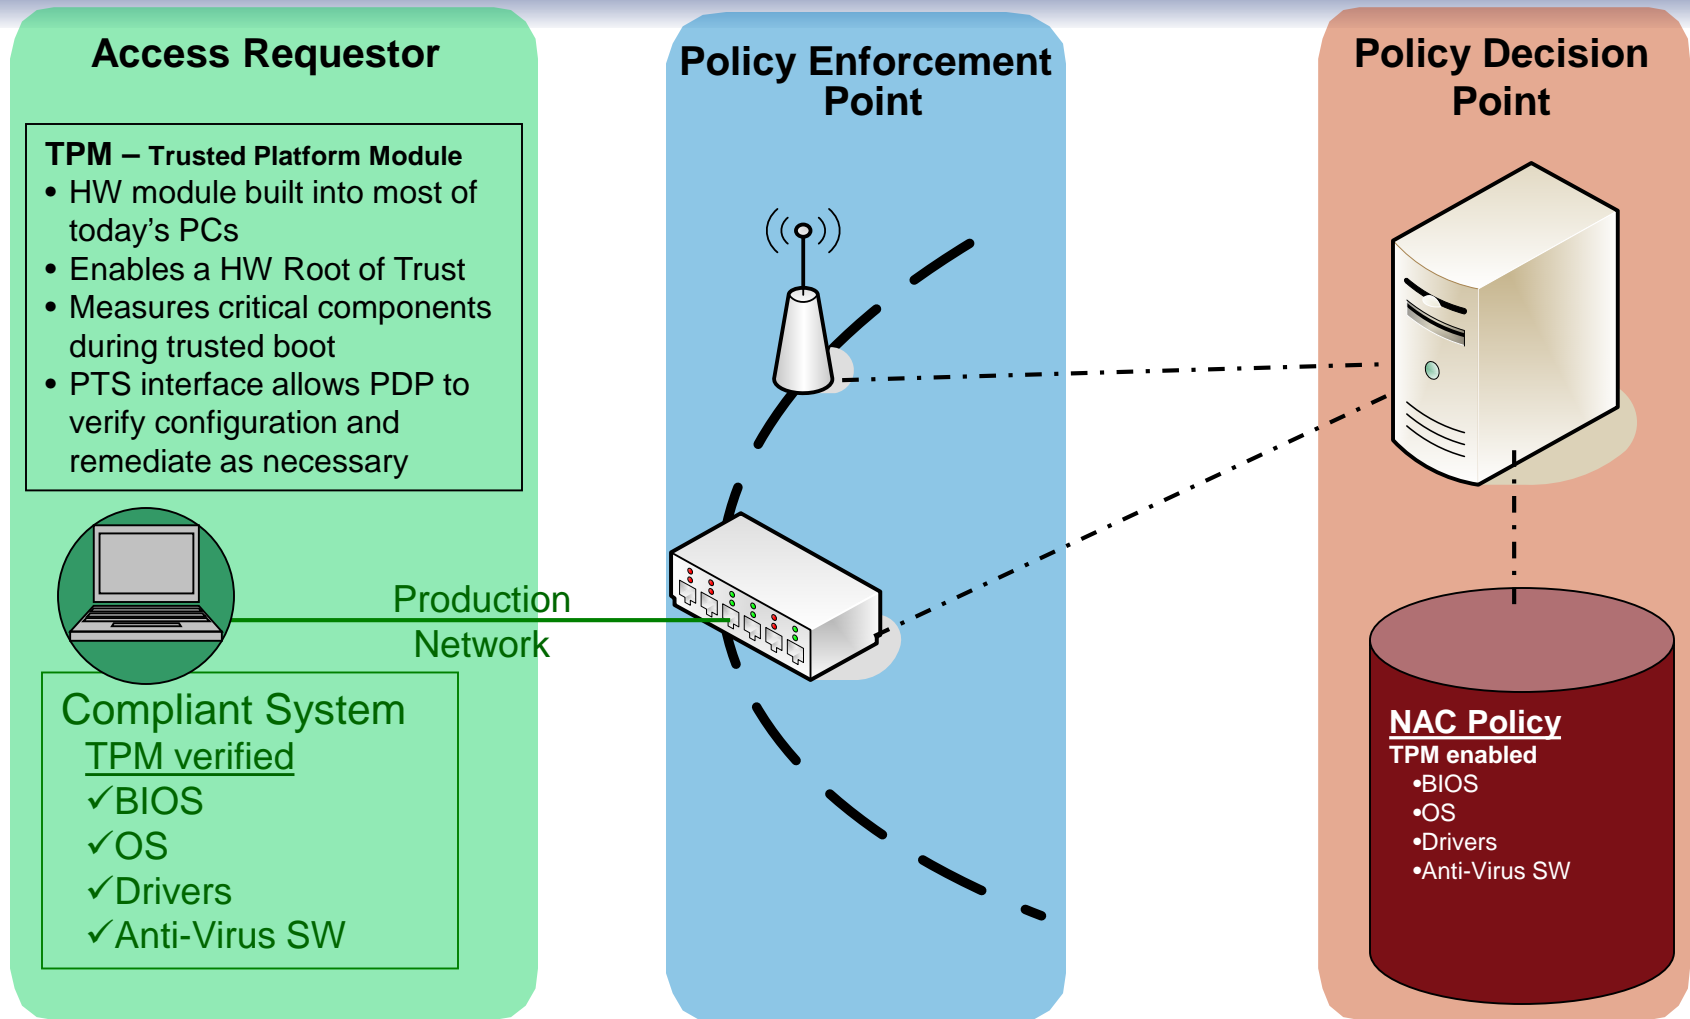 Access Requestor
TPM – Trusted Platform Module
• HW module built into most of
today's PCs
• Enables a HW Root of Trust
• Measures critical components
during trusted boot
• PTS interface allows PDP to
verify configuration and
remediate as necessary
Production
Network
Compliant System
TPM verified
✓BIOS
✓OS
✓Drivers
✓Anti-Virus SW
Policy Enforcement
Point
Policy Decision
Point
NAC Policy
TPM enabled
•BIOS
•OS
•Drivers
•Anti-Virus SW